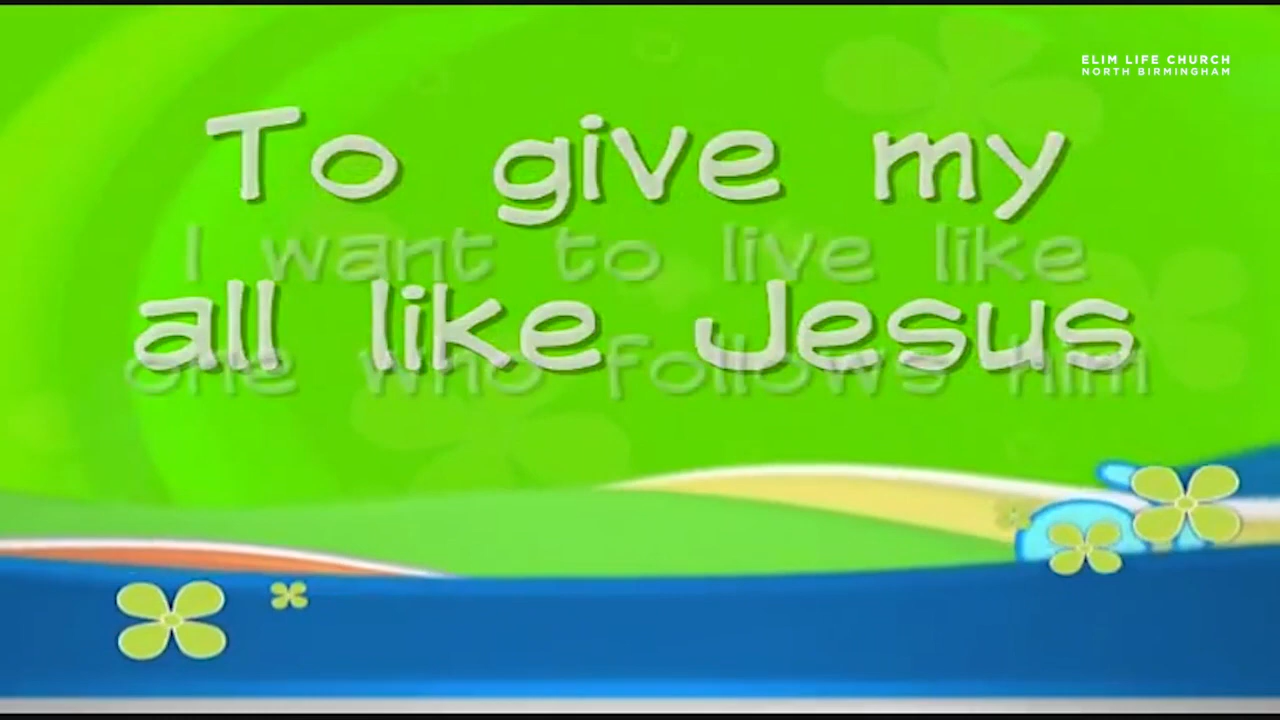 ELIM LIFE CHURCH
NORTH BIRMINGHAM
To give my
I want to live like
all like Jesus
one who follows him